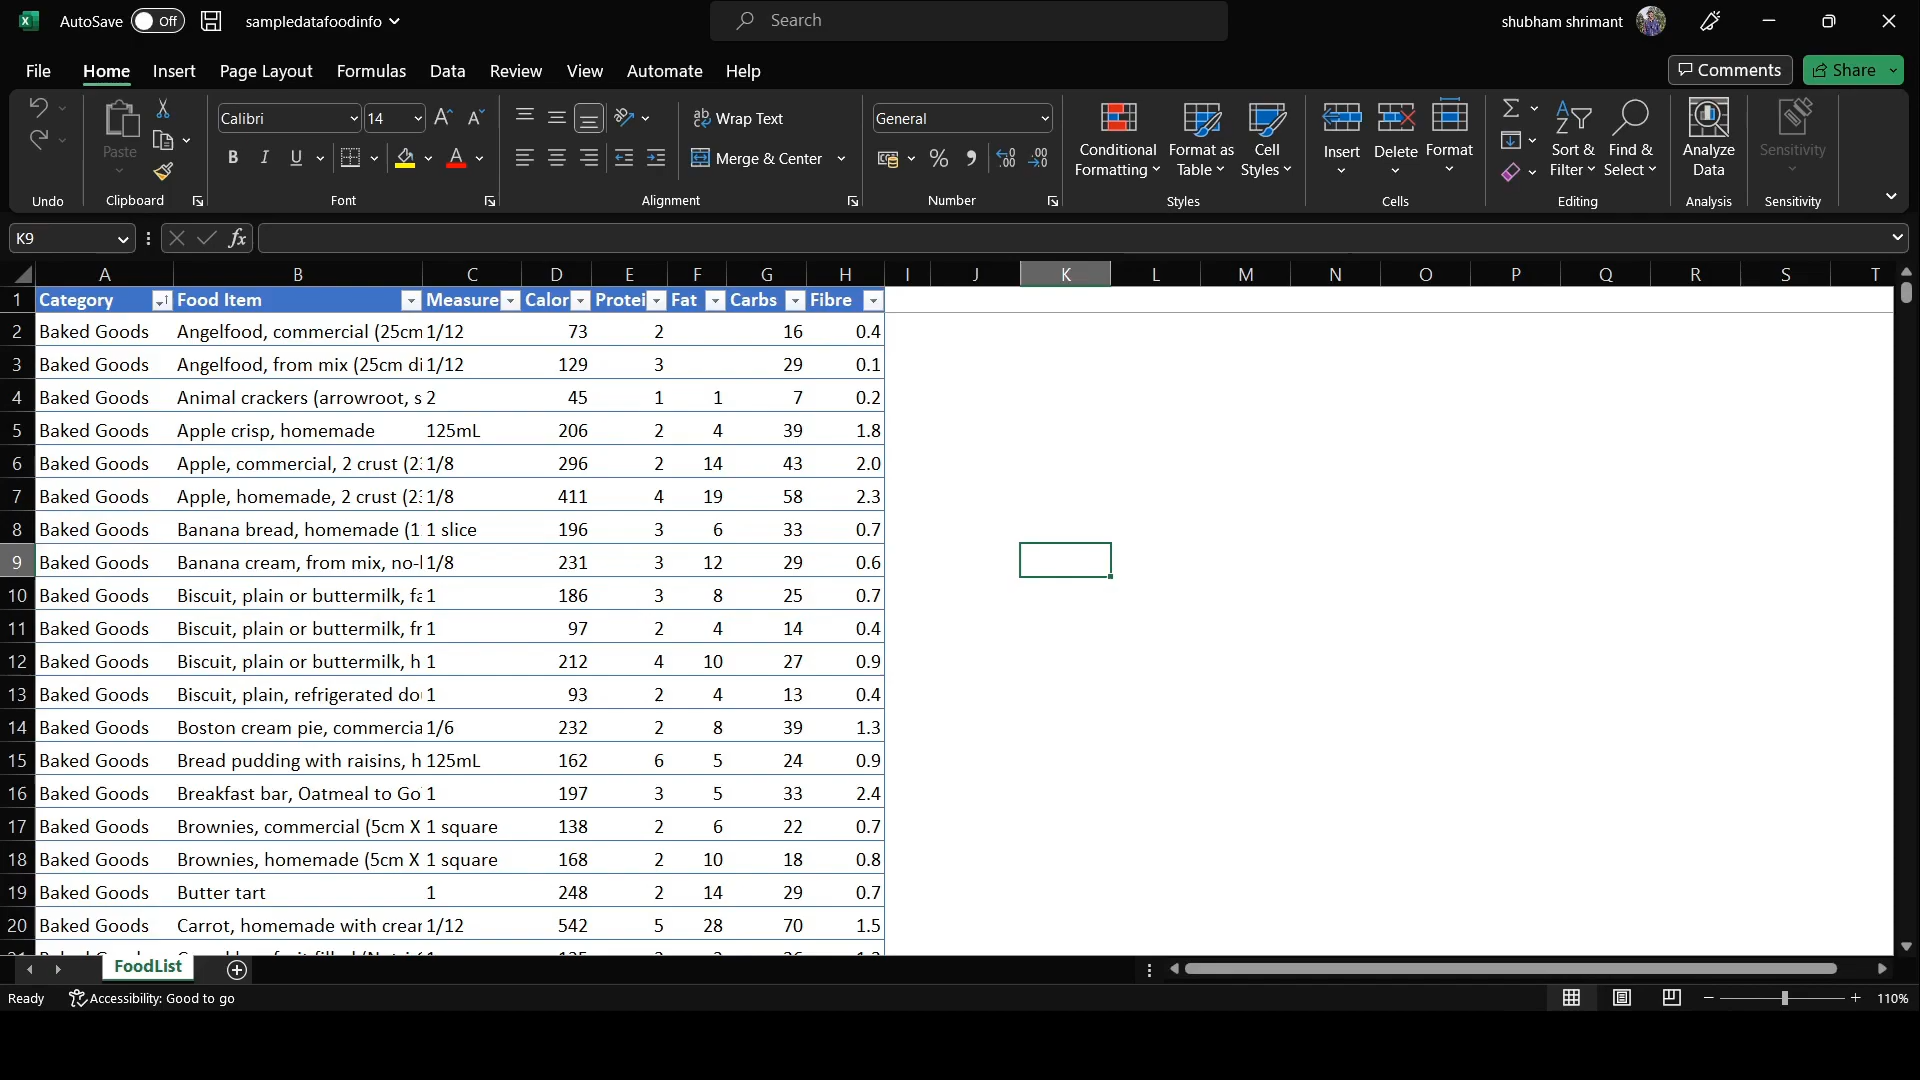 AutoSave Off sampledatafoodinfo Search shubham shrimant
File Home Insert Page Layout Formulas Data Review View Automate Help Comments Share
Paste Calibri 14 Wrap Text General
B I U Merge & Center % Conditional Formatting Format as Table Cell Styles Insert Delete Format Sort & Filter Find & Select Analyze Data Sensitivity
Undo Clipboard Font Alignment Number Styles Cells Editing Analysis Sensitivity
K9 fx
A B C D E F G H I J K L M N O P Q R S T
1 Category Food Item Measure Calor Protei Fat Carbs Fibre
2 Baked Goods Angelfood, commercial (25cm 1/12 73 2 16 0.4
3 Baked Goods Angelfood, from mix (25cm di 1/12 129 3 29 0.1
4 Baked Goods Animal crackers (arrowroot, s 2 45 1 1 7 0.2
5 Baked Goods Apple crisp, homemade 125mL 206 2 4 39 1.8
6 Baked Goods Apple, commercial, 2 crust (2 1/8 296 2 14 43 2.0
7 Baked Goods Apple, homemade, 2 crust (2 1/8 411 4 19 58 2.3
8 Baked Goods Banana bread, homemade (1 1 slice 196 3 6 33 0.7
9 Baked Goods Banana cream, from mix, no- 1/8 231 3 12 29 0.6
10 Baked Goods Biscuit, plain or buttermilk, fa 1 186 3 8 25 0.7
11 Baked Goods Biscuit, plain or buttermilk, fr 1 97 2 4 14 0.4
12 Baked Goods Biscuit, plain or buttermilk, h 1 212 4 10 27 0.9
13 Baked Goods Biscuit, plain, refrigerated do 1 93 2 4 13 0.4
14 Baked Goods Boston cream pie, commercia 1/6 232 2 8 39 1.3
15 Baked Goods Bread pudding with raisins, h 125mL 162 6 5 24 0.9
16 Baked Goods Breakfast bar, Oatmeal to Go 1 197 3 5 33 2.4
17 Baked Goods Brownies, commercial (5cm X 1 square 138 2 6 22 0.7
18 Baked Goods Brownies, homemade (5cm X 1 square 168 2 10 18 0.8
19 Baked Goods Butter tart 1 248 2 14 29 0.7
20 Baked Goods Carrot, homemade with crear 1/12 542 5 28 70 1.5
FoodList
Ready Accessibility: Good to go 110%